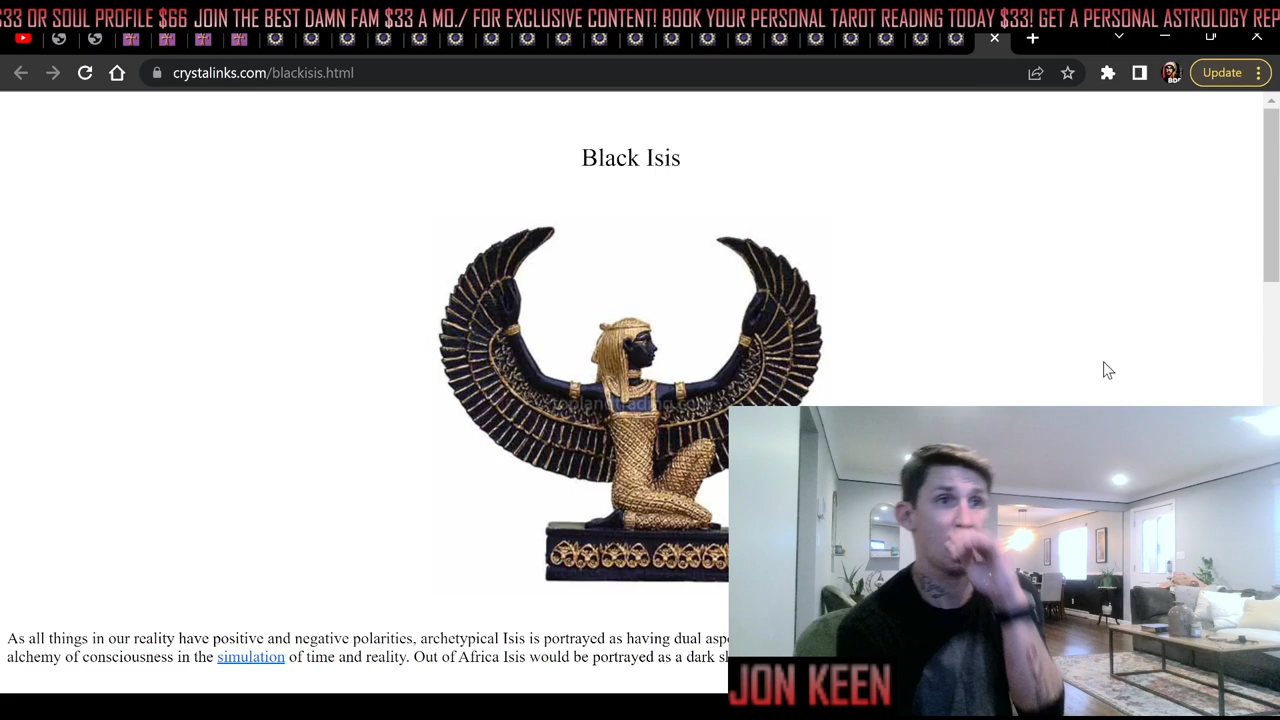 33 OR SOUL PROFILE $66 JOIN THE BEST DAMN FAM $33 A MO./ FOR EXCLUSIVE CONTENT! BOOK YOUR PERSONAL TAROT READING TODAY $33! GET A PERSONAL ASTROLOGY REP
crystalinks.com/blackisis.html
Update
Black Isis
As all things in our reality have positive and negative polarities, archetypical Isis is portrayed as having dual aspe
alchemy of consciousness in the simulation of time and reality. Out of Africa Isis would be portrayed as a dark s
JON KEEN